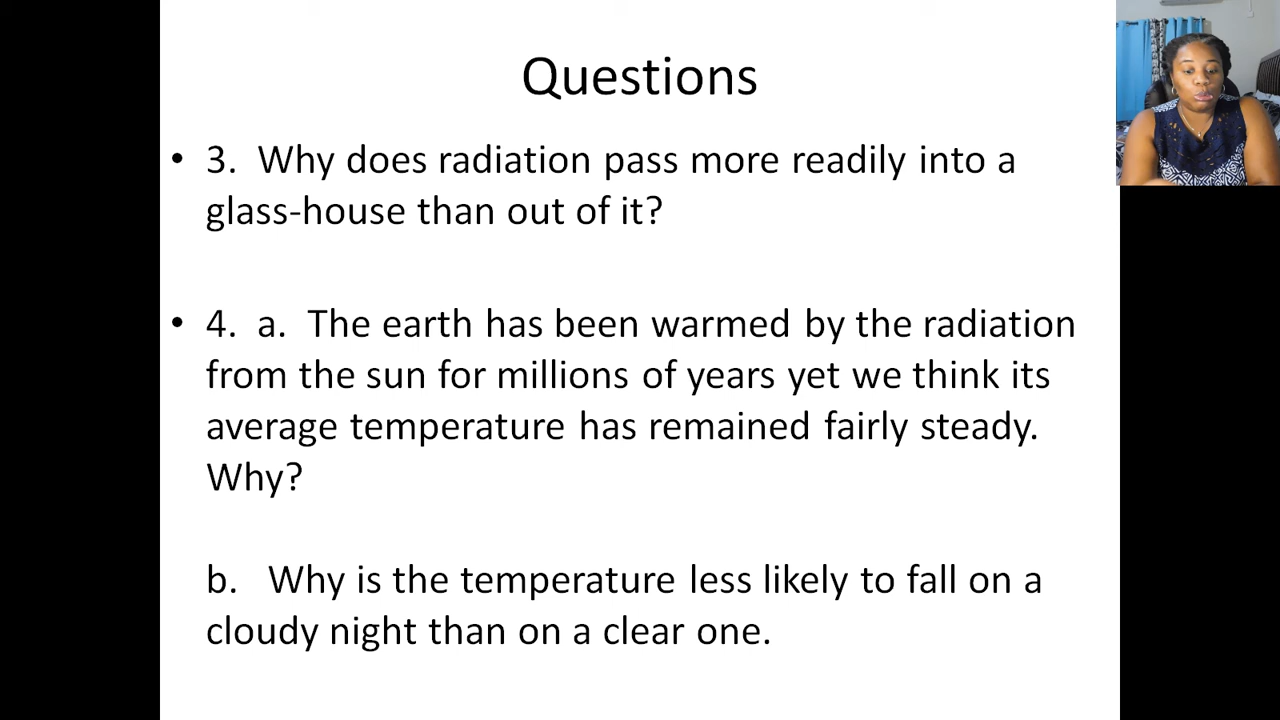 Questions
• 3.  Why does radiation pass more readily into a
glass-house than out of it?
• 4.  a.  The earth has been warmed by the radiation
from the sun for millions of years yet we think its
average temperature has remained fairly steady.
Why?
b.   Why is the temperature less likely to fall on a
cloudy night than on a clear one.